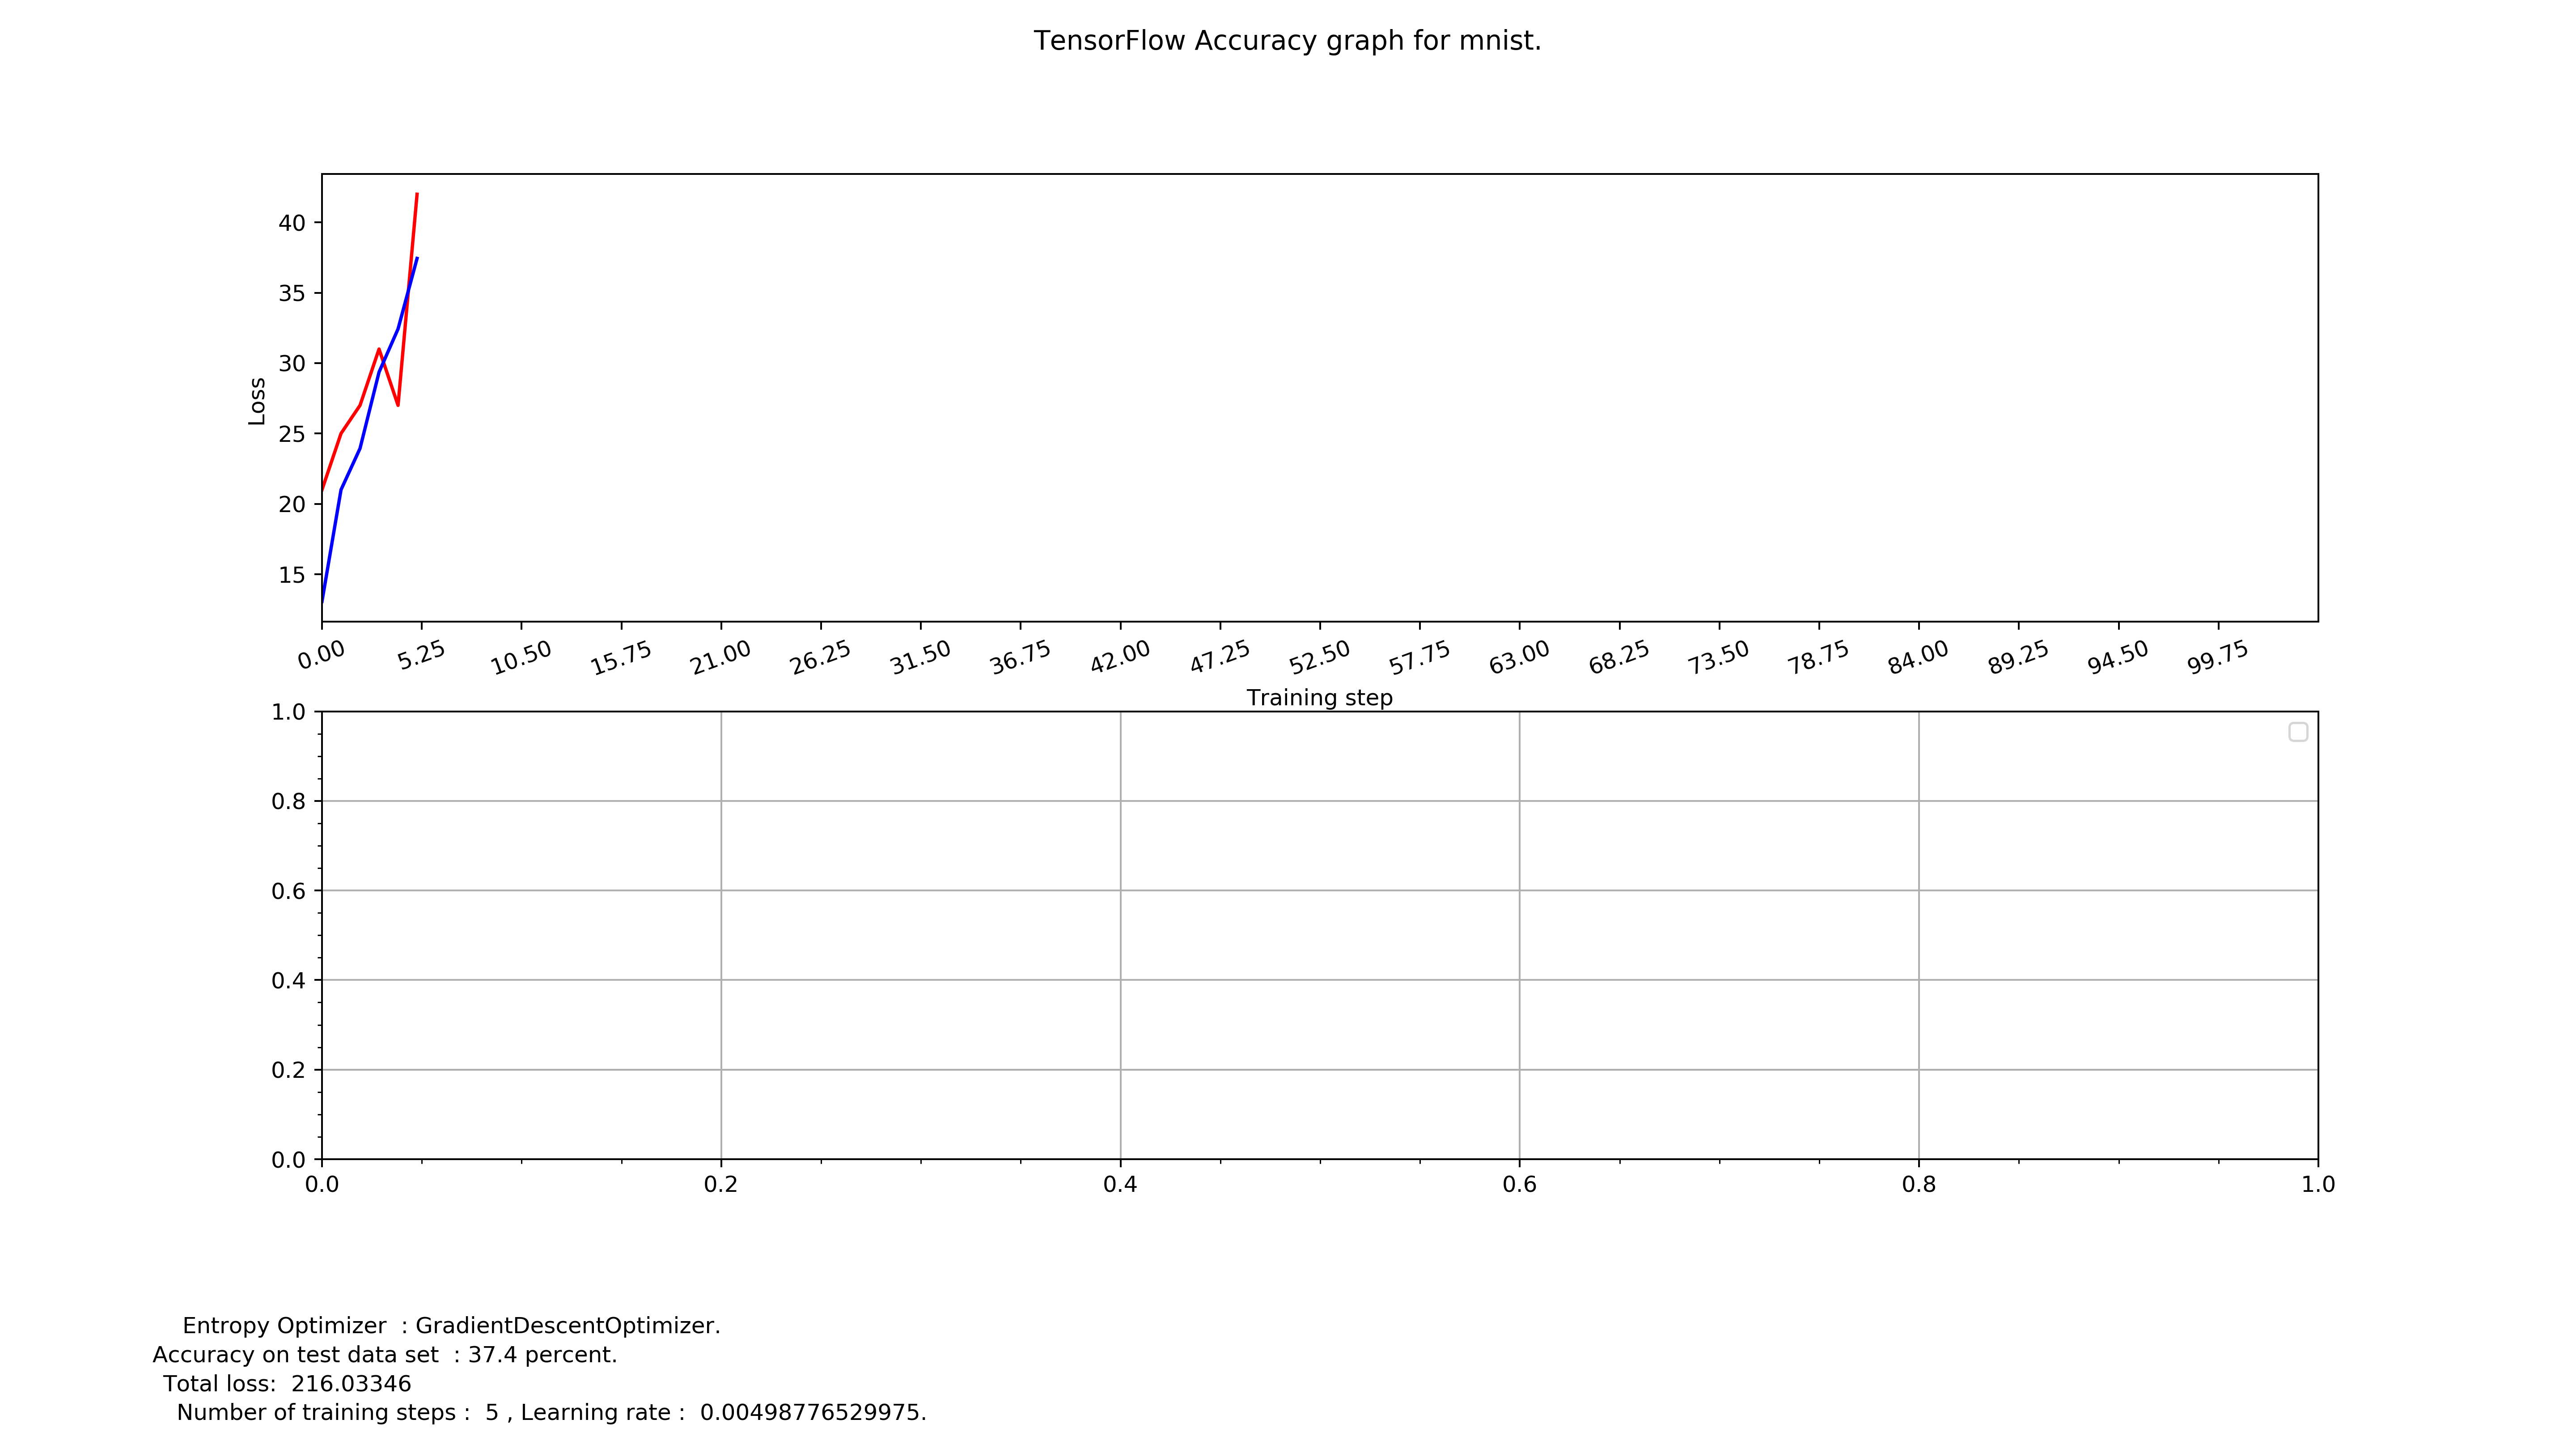 TensorFlow Accuracy graph for mnist.
40
35
30
25
20
15
Loss
0.00 5.25 10.50 15.75 21.00 26.25 31.50 36.75 42.00 47.25 52.50 57.75 63.00 68.25 73.50 78.75 84.00 89.25 94.50 99.75
Training step
1.0
0.8
0.6
0.4
0.2
0.0
0.0 0.2 0.4 0.6 0.8 1.0
Entropy Optimizer : GradientDescentOptimizer.
Accuracy on test data set : 37.4 percent.
Total loss: 216.03346
Number of training steps : 5 , Learning rate : 0.00498776529975.